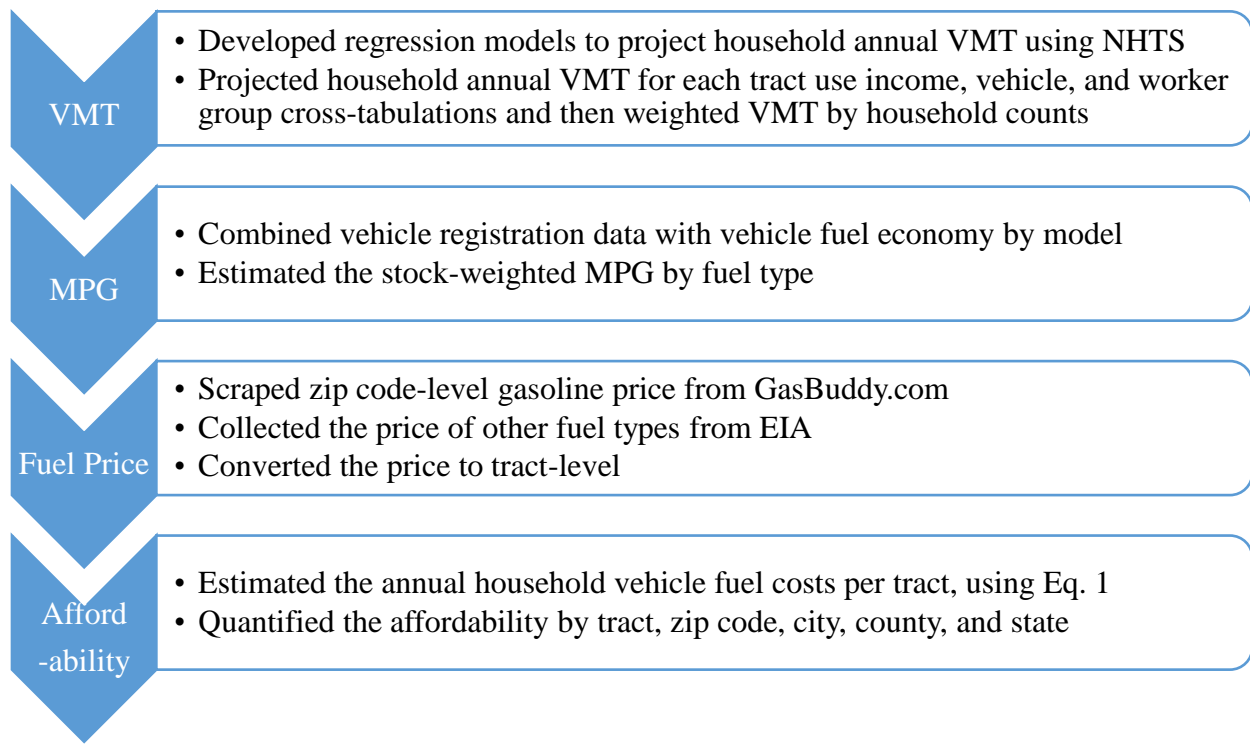 VMT
• Developed regression models to project household annual VMT using NHTS
• Projected household annual VMT for each tract use income, vehicle, and worker
group cross-tabulations and then weighted VMT by household counts
MPG
• Combined vehicle registration data with vehicle fuel economy by model
• Estimated the stock-weighted MPG by fuel type
Fuel Price
• Scraped zip code-level gasoline price from GasBuddy.com
• Collected the price of other fuel types from EIA
• Converted the price to tract-level
Afford
-ability
• Estimated the annual household vehicle fuel costs per tract, using Eq. 1
• Quantified the affordability by tract, zip code, city, county, and state